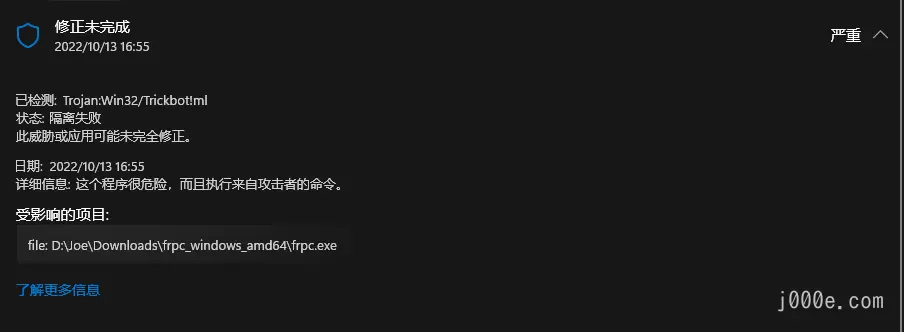 修正未完成
2022/10/13 16:55
严重
已检测: Trojan:Win32/Trickbot!ml
状态: 隔离失败
此威胁或应用可能未完全修正。
日期: 2022/10/13 16:55
详细信息: 这个程序很危险，而且执行来自攻击者的命令。
受影响的项目:
file: D:\Joe\Downloads\frpc_windows_amd64\frpc.exe
了解更多信息
j000e.com